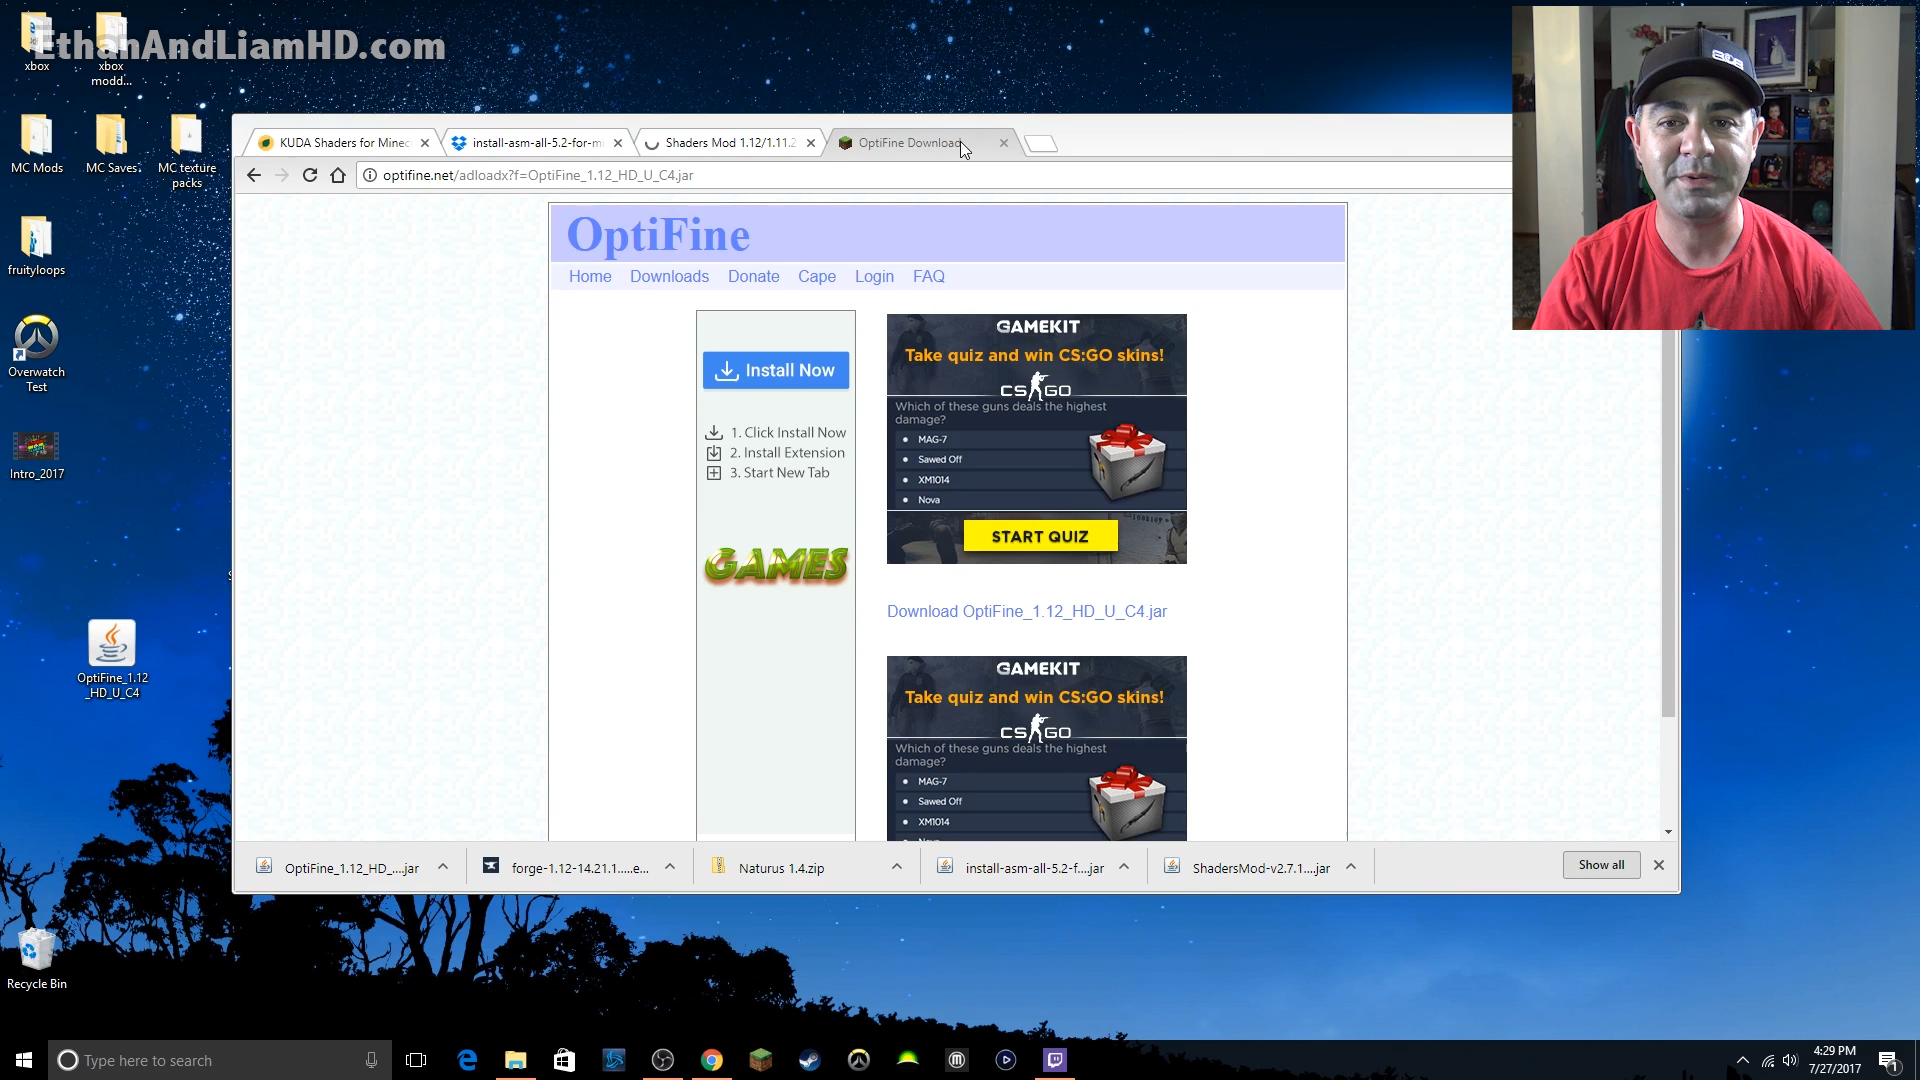 EthanAndLiamHD.com
xbox
xbox
modd...
MC Mods
MC Saves
MC texture
packs
fruityloops
Overwatch
Test
Intro_2017
OptiFine_1.12
_HD_U_C4
Recycle Bin
KUDA Shaders for Minec
install-asm-all-5.2-for-m
Shaders Mod 1.12/1.11.2
OptiFine Download
optifine.net/adloadx?f=OptiFine_1.12_HD_U_C4.jar
OptiFine
Home Downloads Donate Cape Login FAQ
Install Now
1. Click Install Now
2. Install Extension
3. Start New Tab
GAMES
GAMEKIT
Take quiz and win CS:GO skins!
CS GO
Which of these guns deals the highest
damage?
MAG-7
Sawed Off
XM1014
Nova
START QUIZ
Download OptiFine_1.12_HD_U_C4.jar
GAMEKIT
Take quiz and win CS:GO skins!
CS GO
Which of these guns deals the highest
damage?
MAG-7
Sawed Off
XM1014
OptiFine_1.12_HD_....jar
forge-1.12-14.21.1.....e...
Naturus 1.4.zip
install-asm-all-5.2-f....jar
ShadersMod-v2.7.1....jar
Show all
Type here to search
4:29 PM
7/27/2017
1